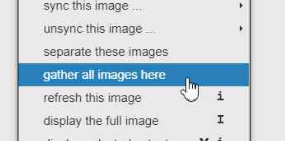 sync this image ...
unsync this image ...
separate these images
gather all images here
refresh this image i
display the full image I